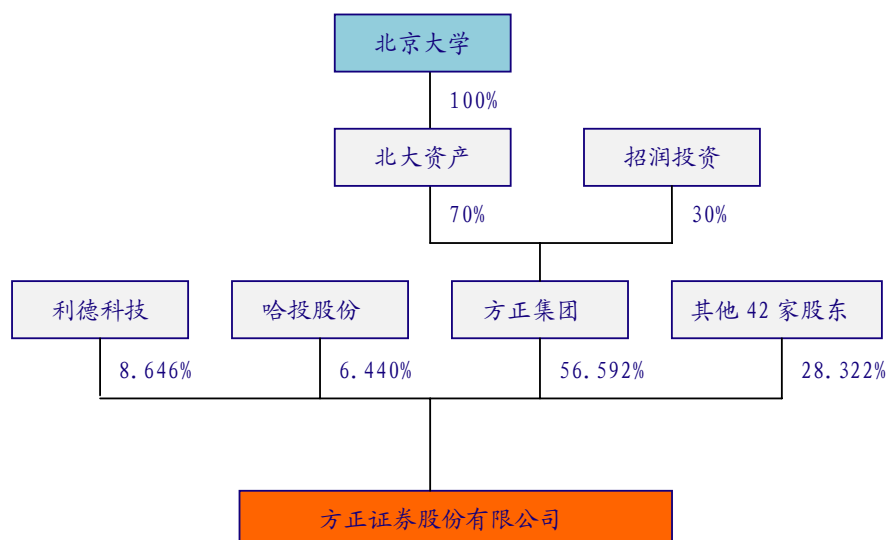 北京大学
100%
北大资产
招润投资
70%
30%
利德科技
哈投股份
方正集团
其他 42 家股东
8.646%
6.440%
56.592%
28.322%
方正证券股份有限公司